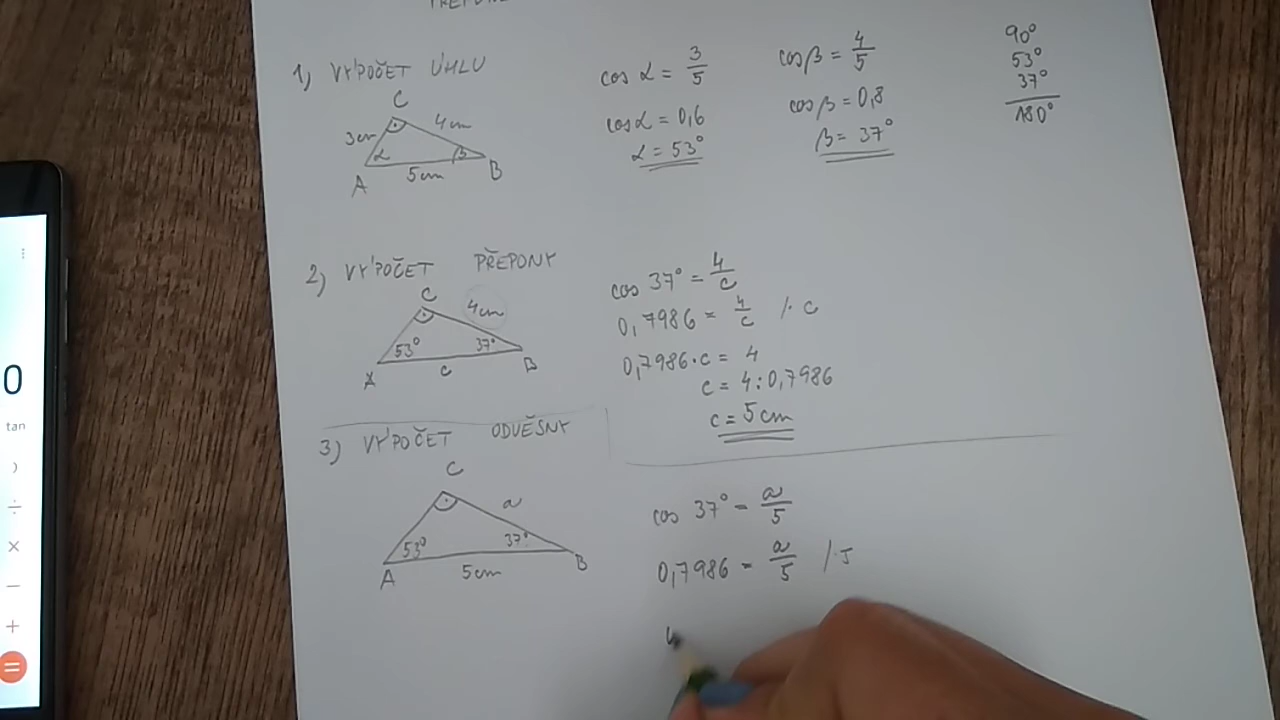 1) VÝPOČET ÚHLU
C
3cm 4cm
α β
A 5cm B
cos α = 3/5
cos α = 0,6
α = 53°
cos β = 4/5
cos β = 0,8
β = 37°
90°
53°
37°
180°
2) VÝPOČET PŘEPONY
C
4cm
53° 37°
A c B
cos 37° = 4/c
0,7986 = 4/c /· c
0,7986·c = 4
c = 4:0,7986
c = 5cm
3) VÝPOČET ODVĚSNY
C
a
53° 37°
A 5cm B
cos 37° = a/5
0,7986 = a/5 /·5
0
tan
)
÷
×
−
+
=